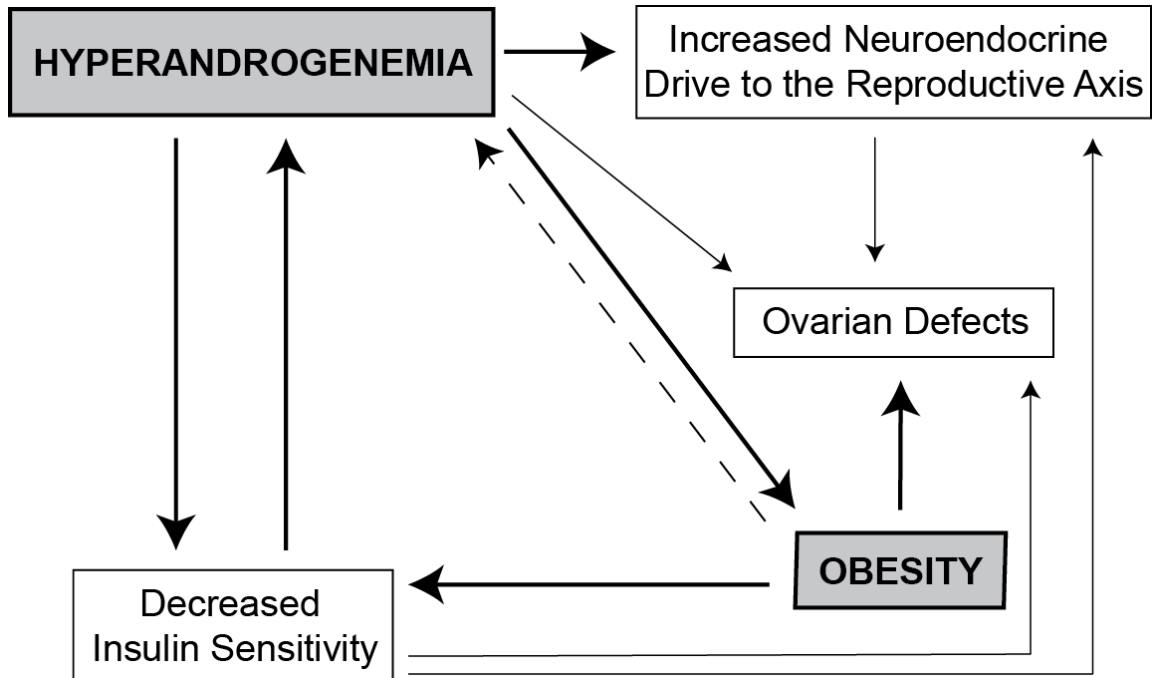 HYPERANDROGENEMIA
Increased Neuroendocrine
Drive to the Reproductive Axis
Ovarian Defects
OBESITY
Decreased
Insulin Sensitivity